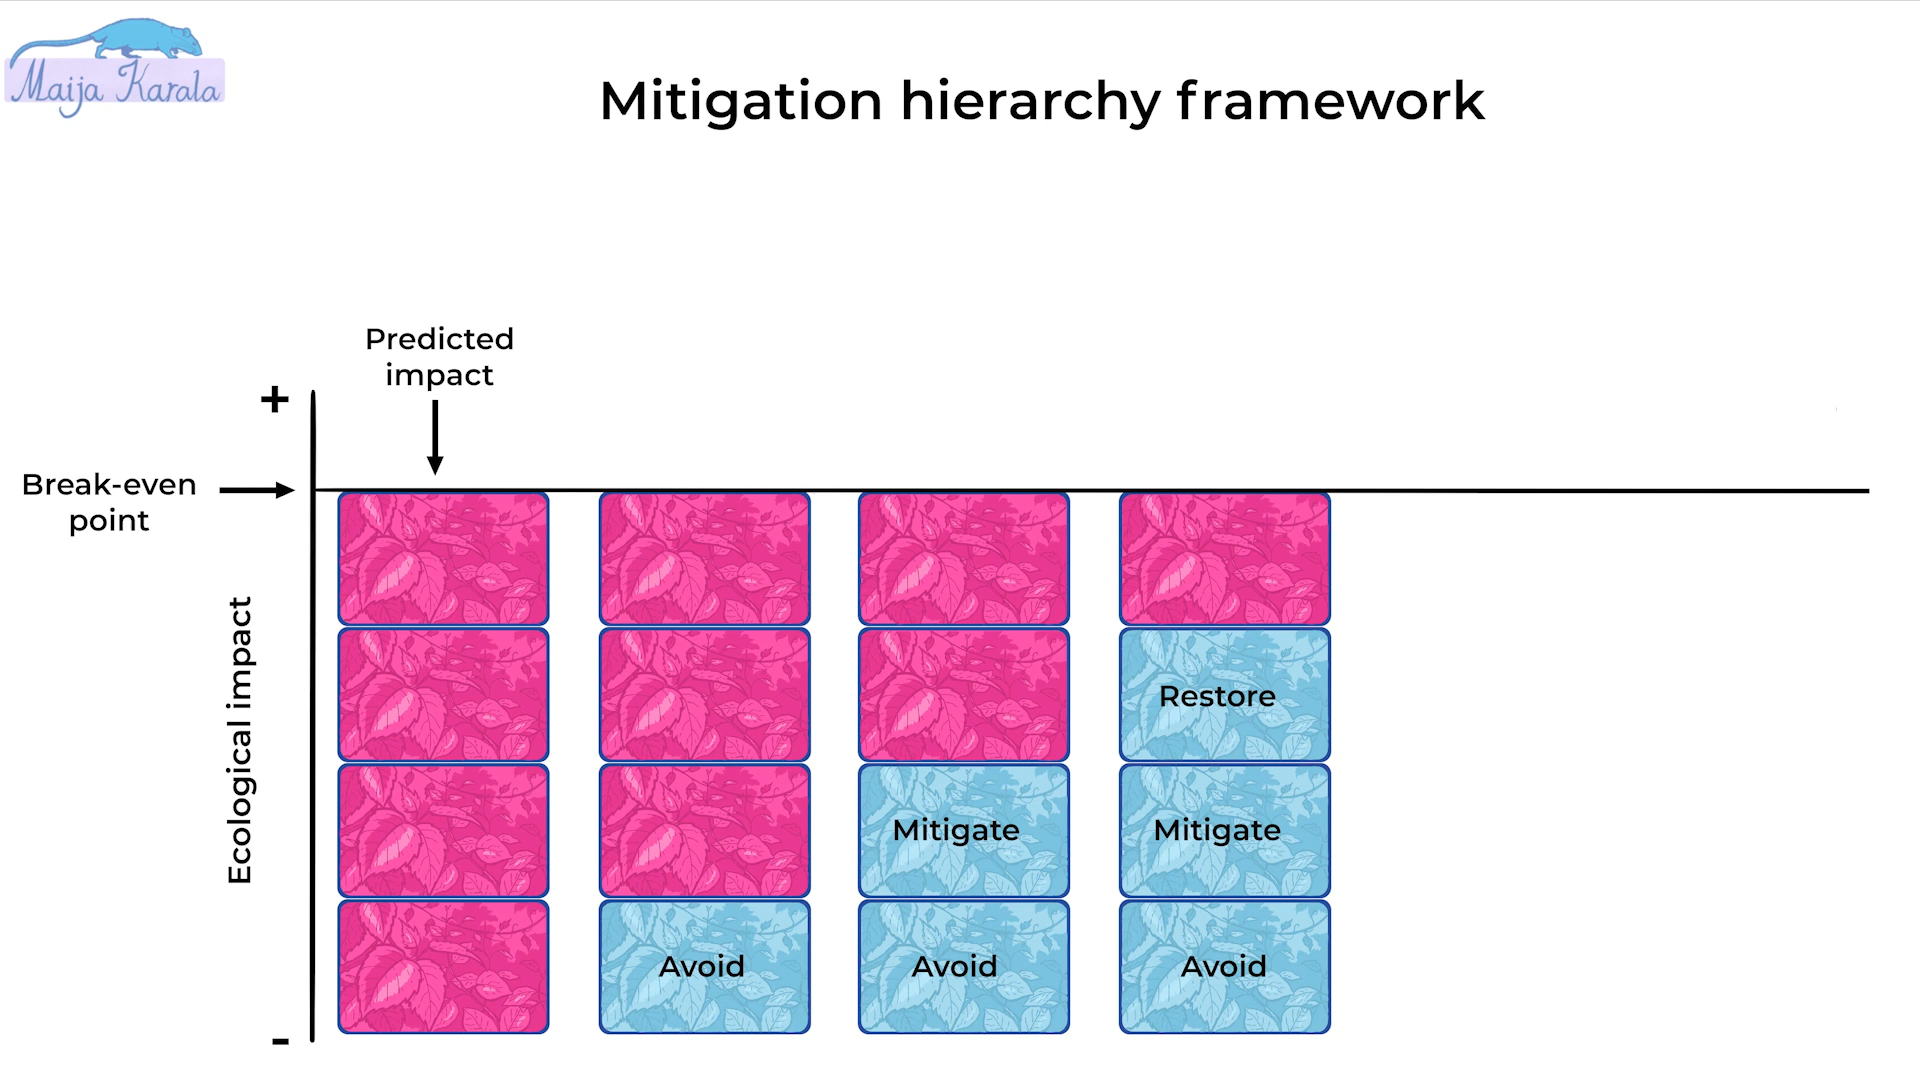 Maija Karala
Mitigation hierarchy framework
Predicted
impact
+
Break-even
point
Ecological impact
Restore
Mitigate
Mitigate
Avoid
Avoid
Avoid
-